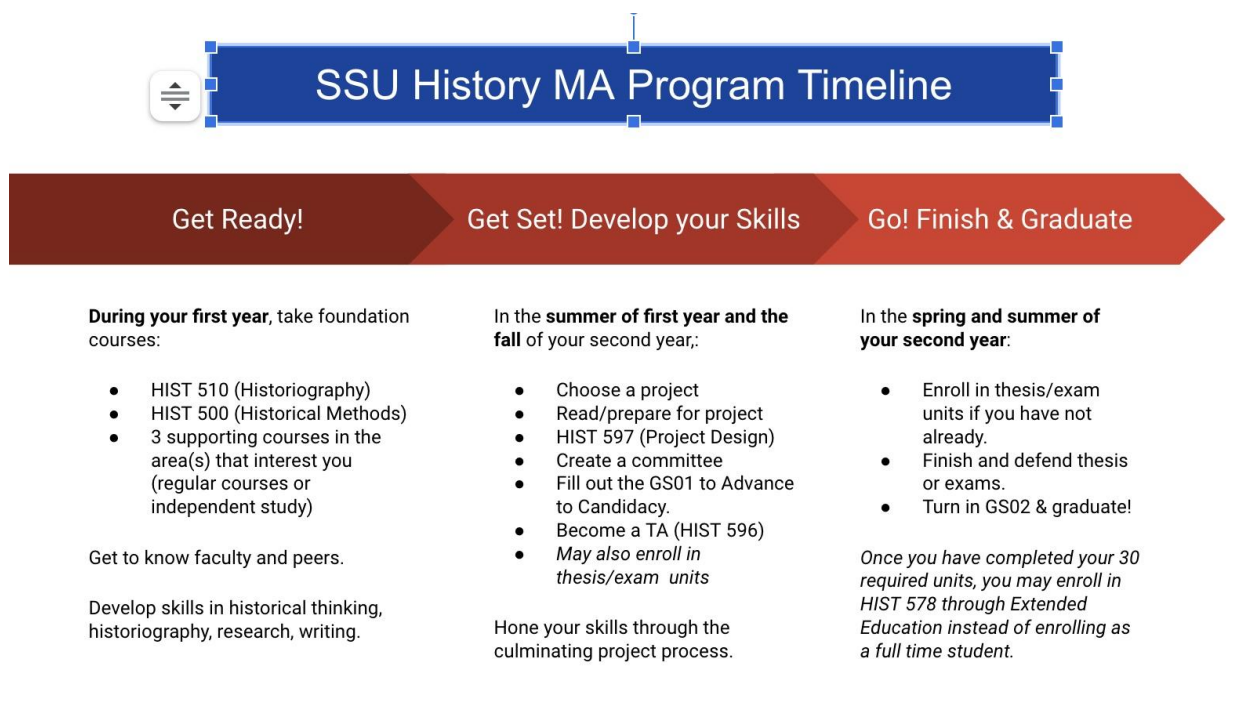 SSU History MA Program Timeline
Get Ready!
Get Set! Develop your Skills
Go! Finish & Graduate
During your first year, take foundation
courses:
● HIST 510 (Historiography)
● HIST 500 (Historical Methods)
● 3 supporting courses in the
area(s) that interest you
(regular courses or
independent study)
Get to know faculty and peers.
Develop skills in historical thinking,
historiography, research, writing.
In the summer of first year and the
fall of your second year,:
● Choose a project
● Read/prepare for project
● HIST 597 (Project Design)
● Create a committee
● Fill out the GS01 to Advance
to Candidacy.
● Become a TA (HIST 596)
● May also enroll in
thesis/exam units
Hone your skills through the
culminating project process.
In the spring and summer of
your second year:
● Enroll in thesis/exam
units if you have not
already.
● Finish and defend thesis
or exams.
● Turn in GS02 & graduate!
Once you have completed your 30
required units, you may enroll in
HIST 578 through Extended
Education instead of enrolling as
a full time student.